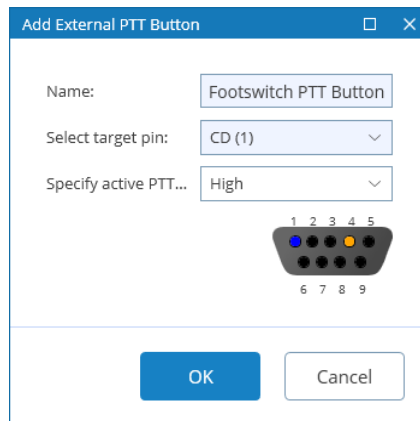 Add External PTT Button
Name: Footswitch PTT Button
Select target pin: CD (1)
Specify active PTT... High
1 2 3 4 5
6 7 8 9
OK Cancel